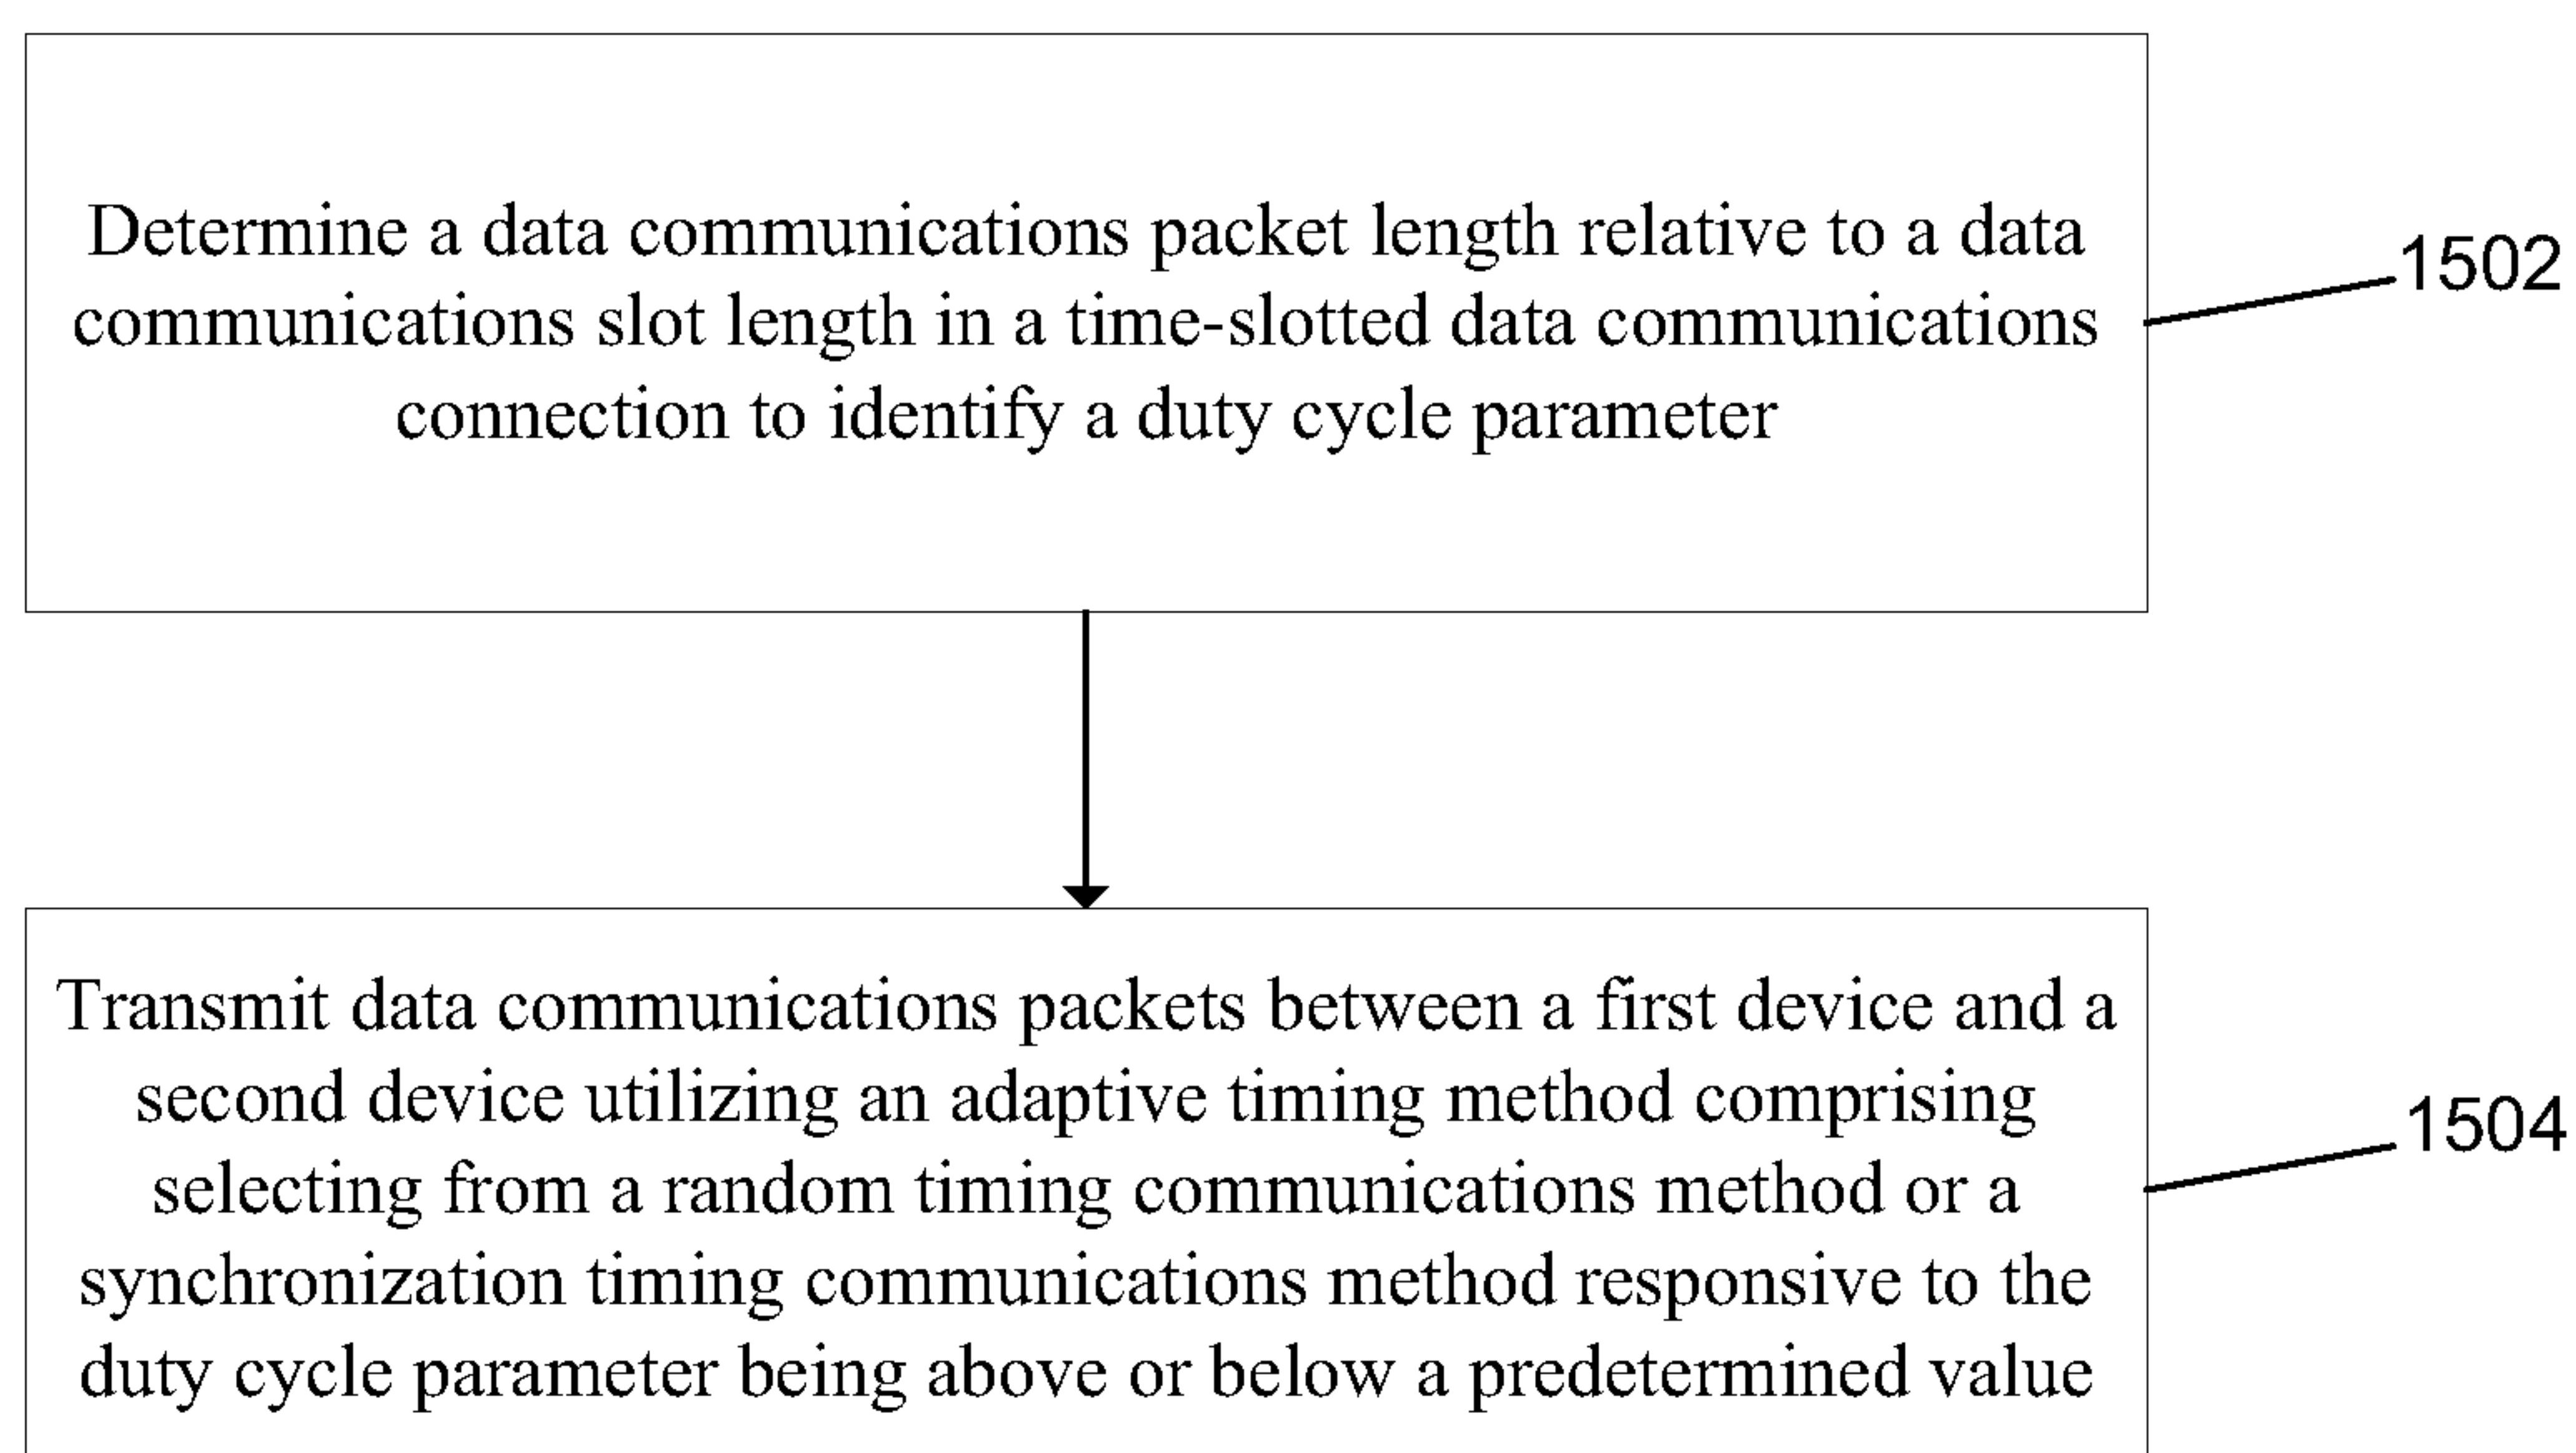 Determine a data communications packet length relative to a data
communications slot length in a time-slotted data communications
connection to identify a duty cycle parameter
1502
Transmit data communications packets between a first device and a
second device utilizing an adaptive timing method comprising
selecting from a random timing communications method or a
synchronization timing communications method responsive to the
duty cycle parameter being above or below a predetermined value
1504